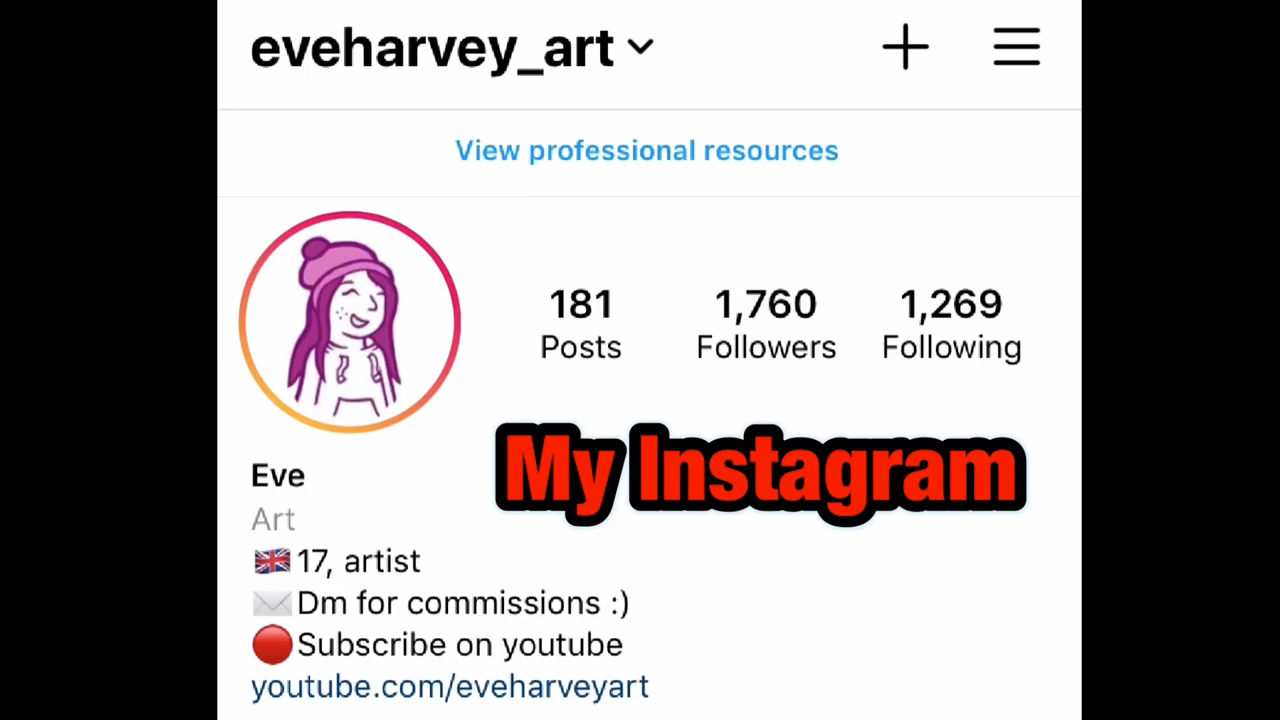 eveharvey_art
View professional resources
181 1,760 1,269
Posts Followers Following
My Instagram
Eve
Art
🇬🇧17, artist
✉️Dm for commissions :)
🔴Subscribe on youtube
youtube.com/eveharveyart